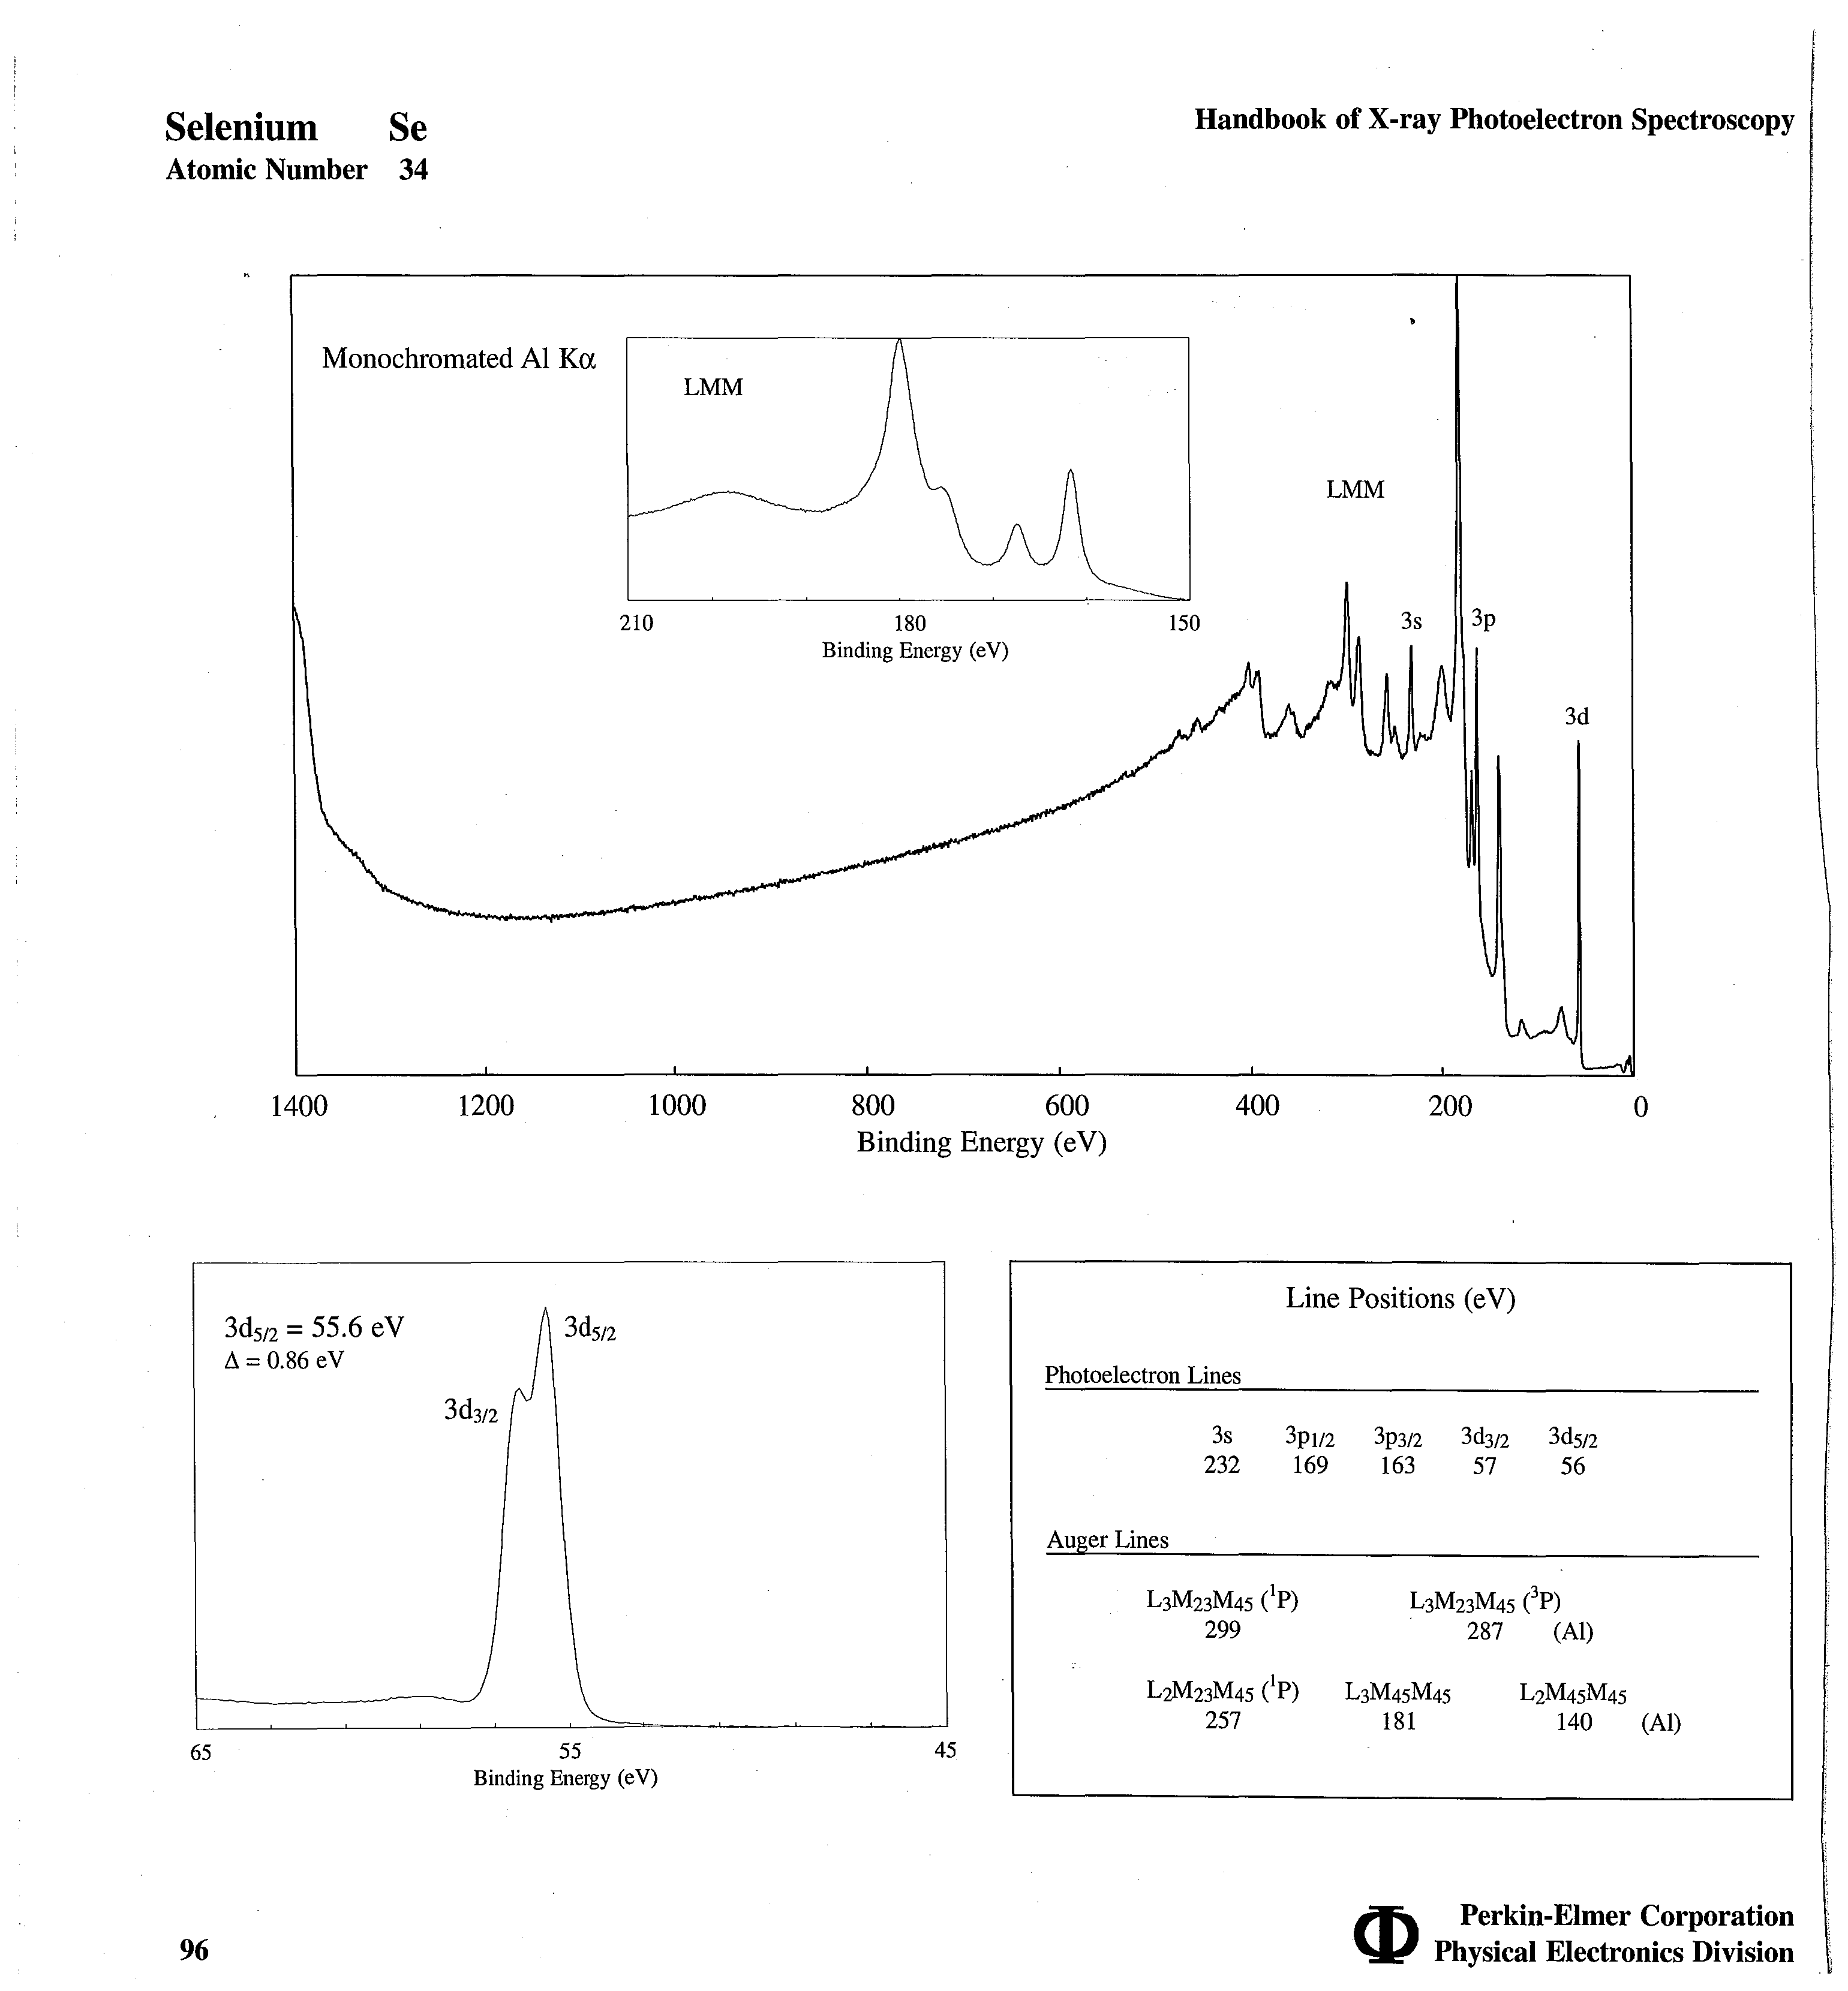 Selenium Se
Atomic Number 34
Handbook of X-ray Photoelectron Spectroscopy
Monochromated Al Kα
LMM
210 180 150
Binding Energy (eV)
LMM
3s
3p
3d
1400 1200 1000 800 600 400 200 0
Binding Energy (eV)
3d5/2 = 55.6 eV
Δ = 0.86 eV
3d5/2
3d3/2
65 55 45
Binding Energy (eV)
Line Positions (eV)
Photoelectron Lines
3s 3p1/2 3p3/2 3d3/2 3d5/2
232 169 163 57 56
Auger Lines
L3M23M45 (¹P) L3M23M45 (³P)
299 287 (Al)
L2M23M45 (¹P) L3M45M45 L2M45M45
257 181 140 (Al)
96
Perkin-Elmer Corporation
Physical Electronics Division